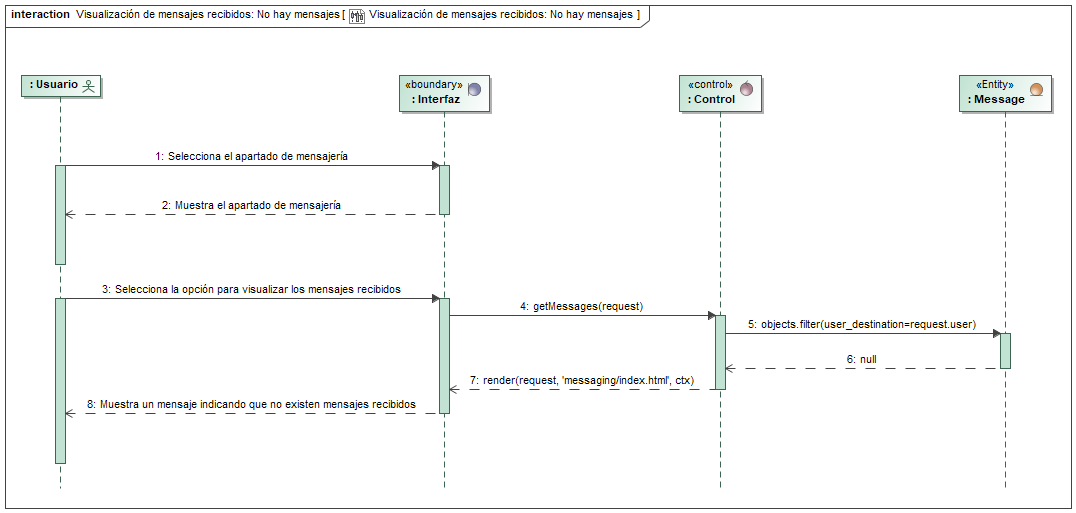 interaction Visualización de mensajes recibidos: No hay mensajes [ Visualización de mensajes recibidos: No hay mensajes ]
: Usuario
«boundary»
: Interfaz
«control»
: Control
«Entity»
: Message
1: Selecciona el apartado de mensajería
2: Muestra el apartado de mensajería
3: Selecciona la opción para visualizar los mensajes recibidos
4: getMessages(request)
5: objects.filter(user_destination=request.user)
6: null
7: render(request, 'messaging/index.html', ctx)
8: Muestra un mensaje indicando que no existen mensajes recibidos